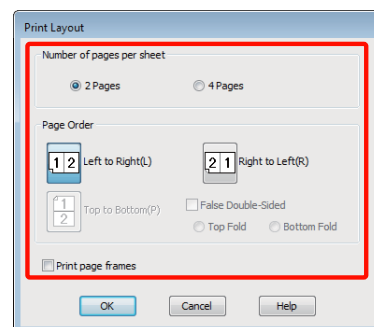 Print Layout
Number of pages per sheet
2 Pages 4 Pages
Page Order
1 2 Left to Right(L) 2 1 Right to Left(R)
1
2
Top to Bottom(P) False Double-Sided
Top Fold Bottom Fold
Print page frames
OK Cancel Help